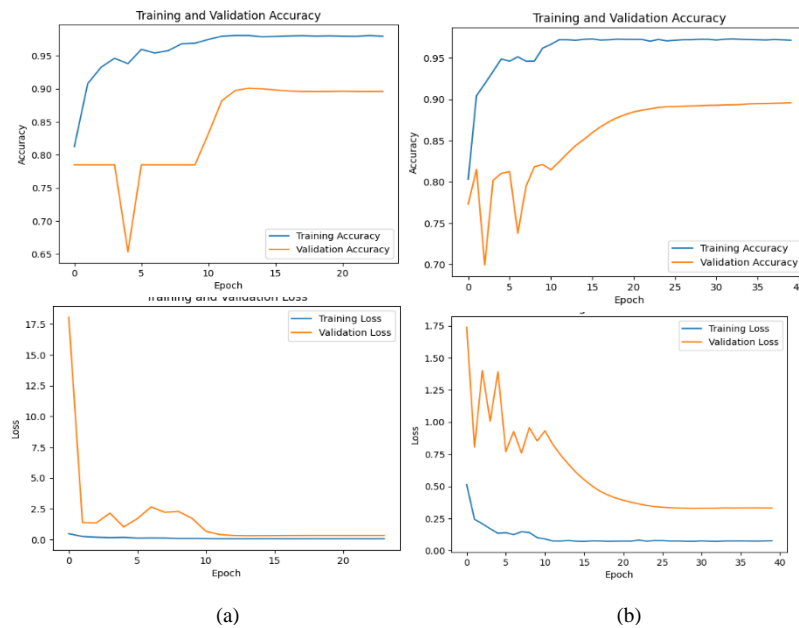 Training and Validation Accuracy
0.95
0.90
0.85
0.80
0.75
0.70
0.65
Accuracy
Training Accuracy
Validation Accuracy
0 5 10 15 20
Epoch
Training and Validation Accuracy
0.95
0.90
0.85
0.80
0.75
0.70
Accuracy
Training Accuracy
Validation Accuracy
0 5 10 15 20 25 30 35 40
Epoch
Training and Validation Loss
17.5
15.0
12.5
10.0
7.5
5.0
2.5
0.0
Loss
Training Loss
Validation Loss
0 5 10 15 20
Epoch
1.75
1.50
1.25
1.00
0.75
0.50
0.25
0.00
Loss
Training Loss
Validation Loss
0 5 10 15 20 25 30 35 40
Epoch
(a)
(b)